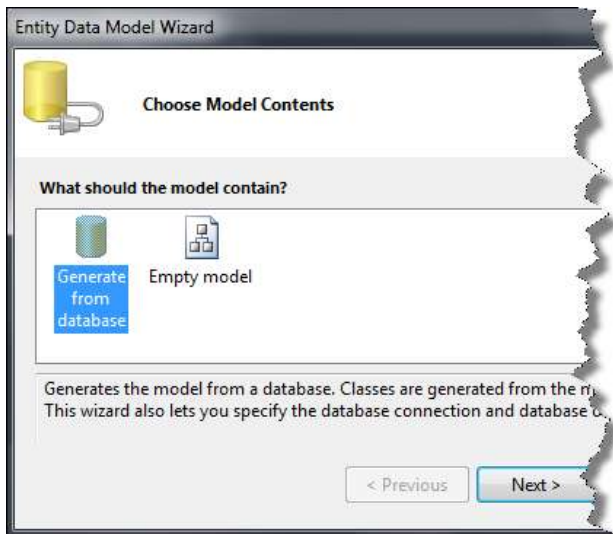 Entity Data Model Wizard
Choose Model Contents
What should the model contain?
Generate
from
database
Empty model
Generates the model from a database. Classes are generated from the
This wizard also lets you specify the database connection and database
< Previous
Next >